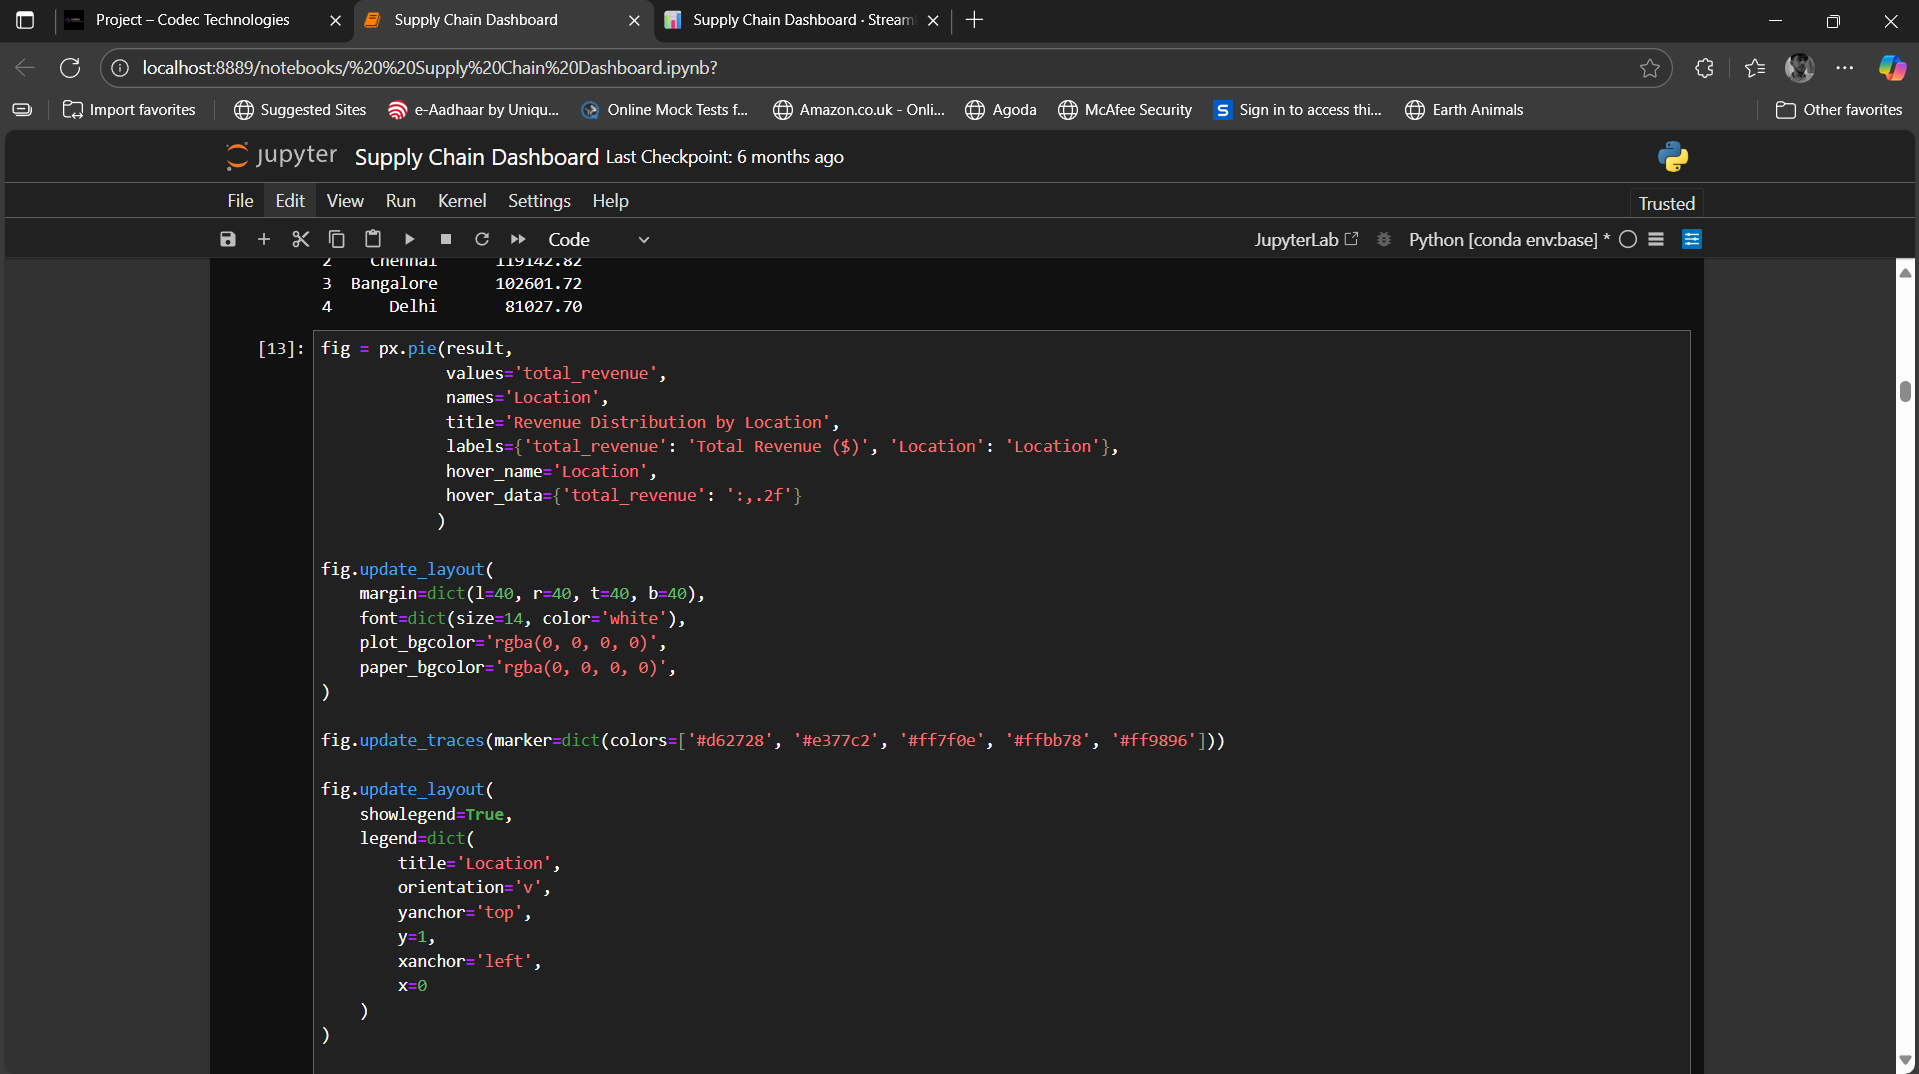 Project – Codec Technologies
Supply Chain Dashboard
Supply Chain Dashboard · Stream
localhost:8889/notebooks/%20%20Supply%20Chain%20Dashboard.ipynb?
Import favorites
Suggested Sites
e-Aadhaar by Uniqu...
Online Mock Tests f...
Amazon.co.uk - Onli...
Agoda
McAfee Security
S Sign in to access thi...
Earth Animals
Other favorites
jupyter Supply Chain Dashboard Last Checkpoint: 6 months ago
File Edit View Run Kernel Settings Help
Trusted
Code
JupyterLab
Python [conda env:base] *
2 Chennai 119142.82
3 Bangalore 102601.72
4 Delhi 81027.70
[13]: fig = px.pie(result,
values='total_revenue',
names='Location',
title='Revenue Distribution by Location',
labels={'total_revenue': 'Total Revenue ($)', 'Location': 'Location'},
hover_name='Location',
hover_data={'total_revenue': ':,.2f'}
)
fig.update_layout(
margin=dict(l=40, r=40, t=40, b=40),
font=dict(size=14, color='white'),
plot_bgcolor='rgba(0, 0, 0, 0)',
paper_bgcolor='rgba(0, 0, 0, 0)',
)
fig.update_traces(marker=dict(colors=['#d62728', '#e377c2', '#ff7f0e', '#ffbb78', '#ff9896']))
fig.update_layout(
showlegend=True,
legend=dict(
title='Location',
orientation='v',
yanchor='top',
y=1,
xanchor='left',
x=0
)
)